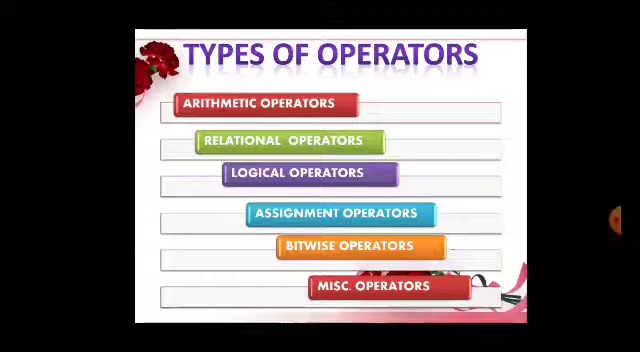 TYPES OF OPERATORS
ARITHMETIC OPERATORS
RELATIONAL OPERATORS
LOGICAL OPERATORS
ASSIGNMENT OPERATORS
BITWISE OPERATORS
MISC. OPERATORS